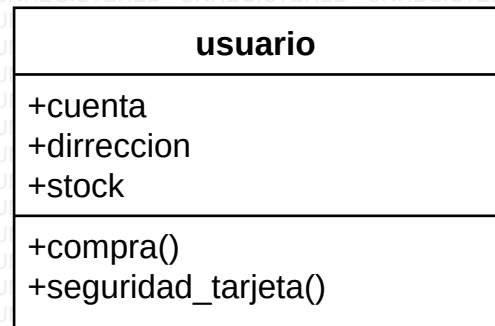 usuario
+cuenta
+dirreccion
+stock
+compra()
+seguridad_tarjeta()